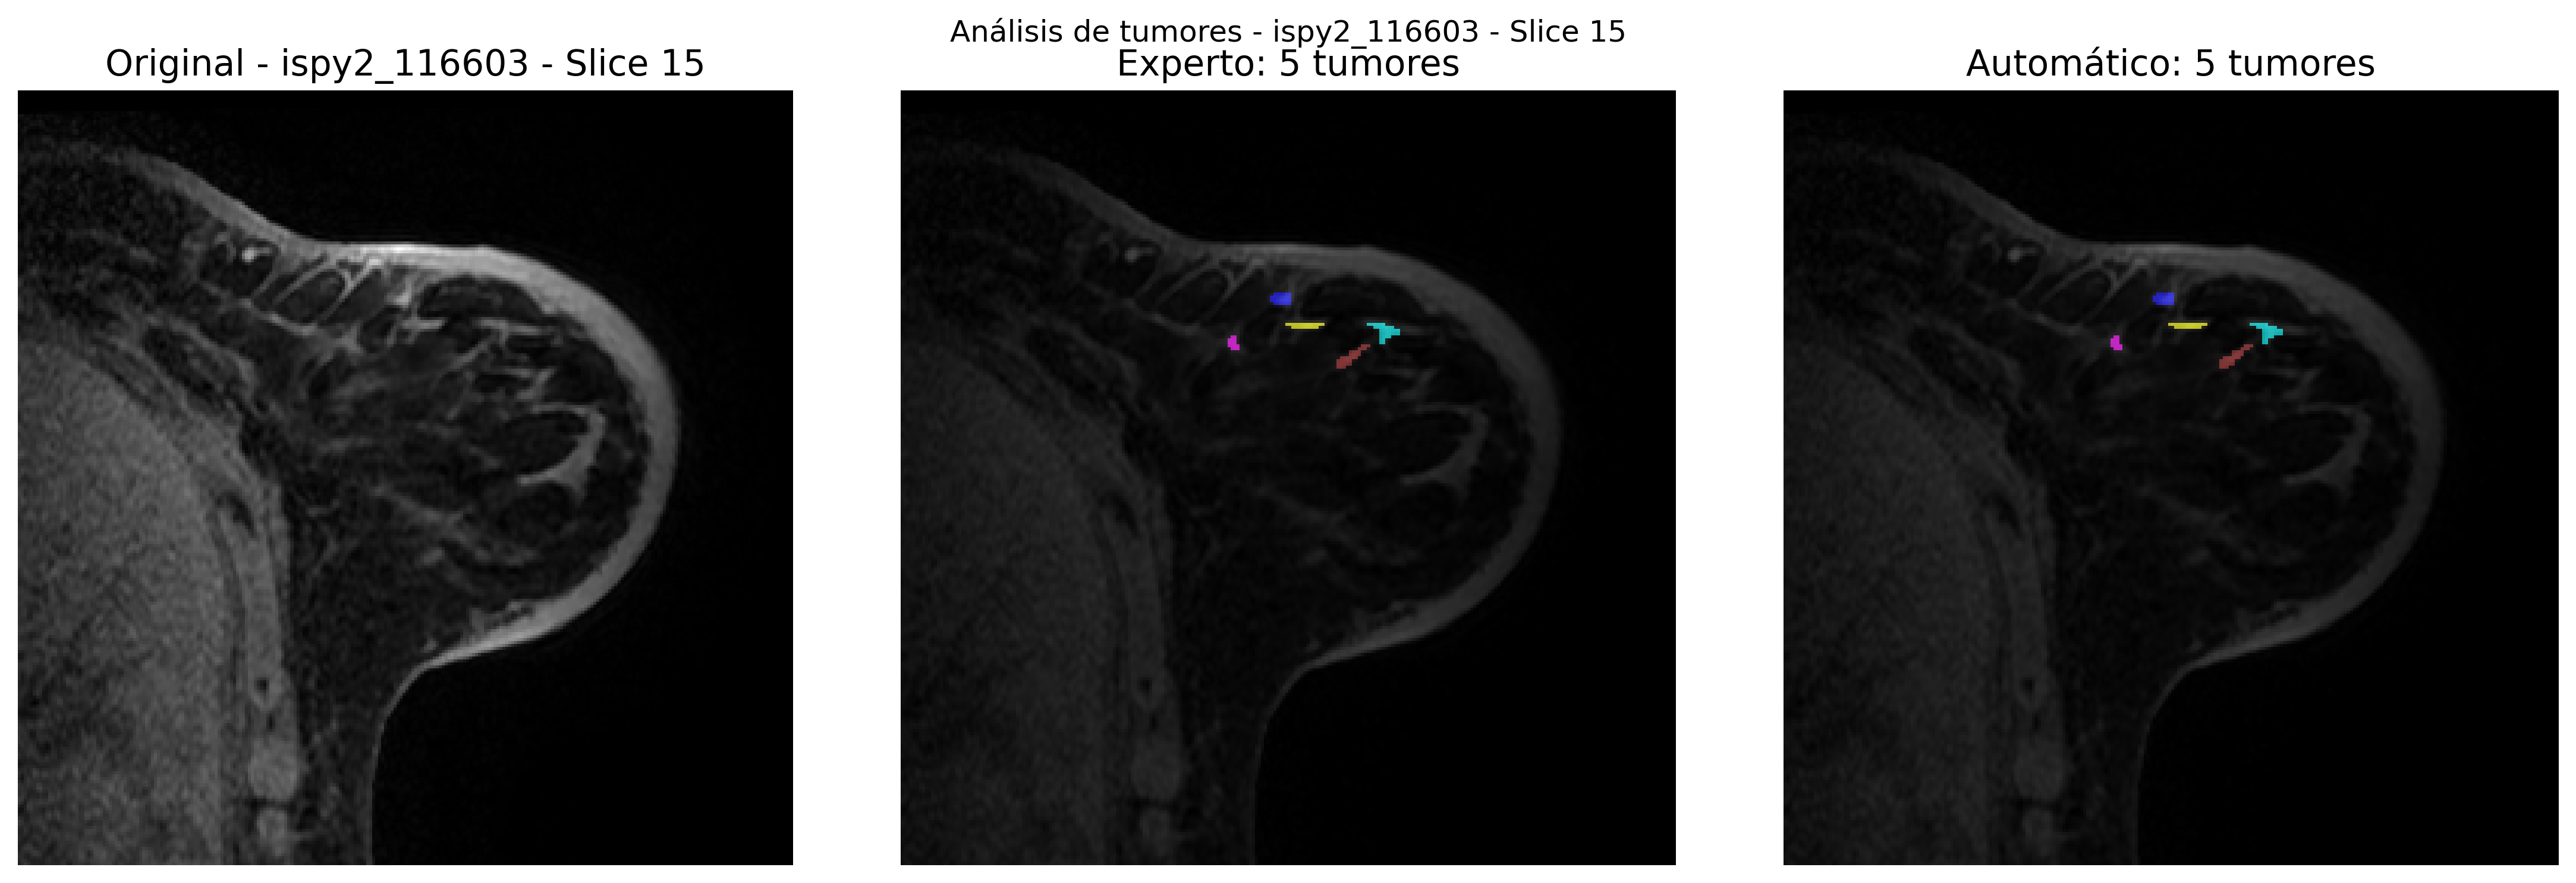 Análisis de tumores - ispy2_116603 - Slice 15
Original - ispy2_116603 - Slice 15
Experto: 5 tumores
Automático: 5 tumores